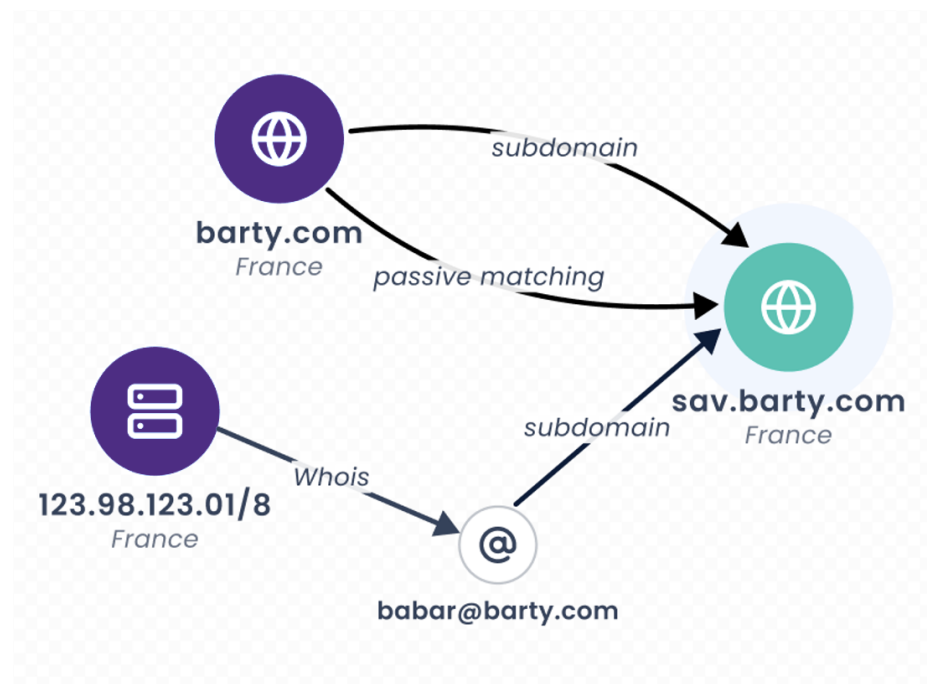 subdomain
barty.com
France
passive matching
sav.barty.com
France
subdomain
Whois
123.98.123.01/8
France
@
babar@barty.com